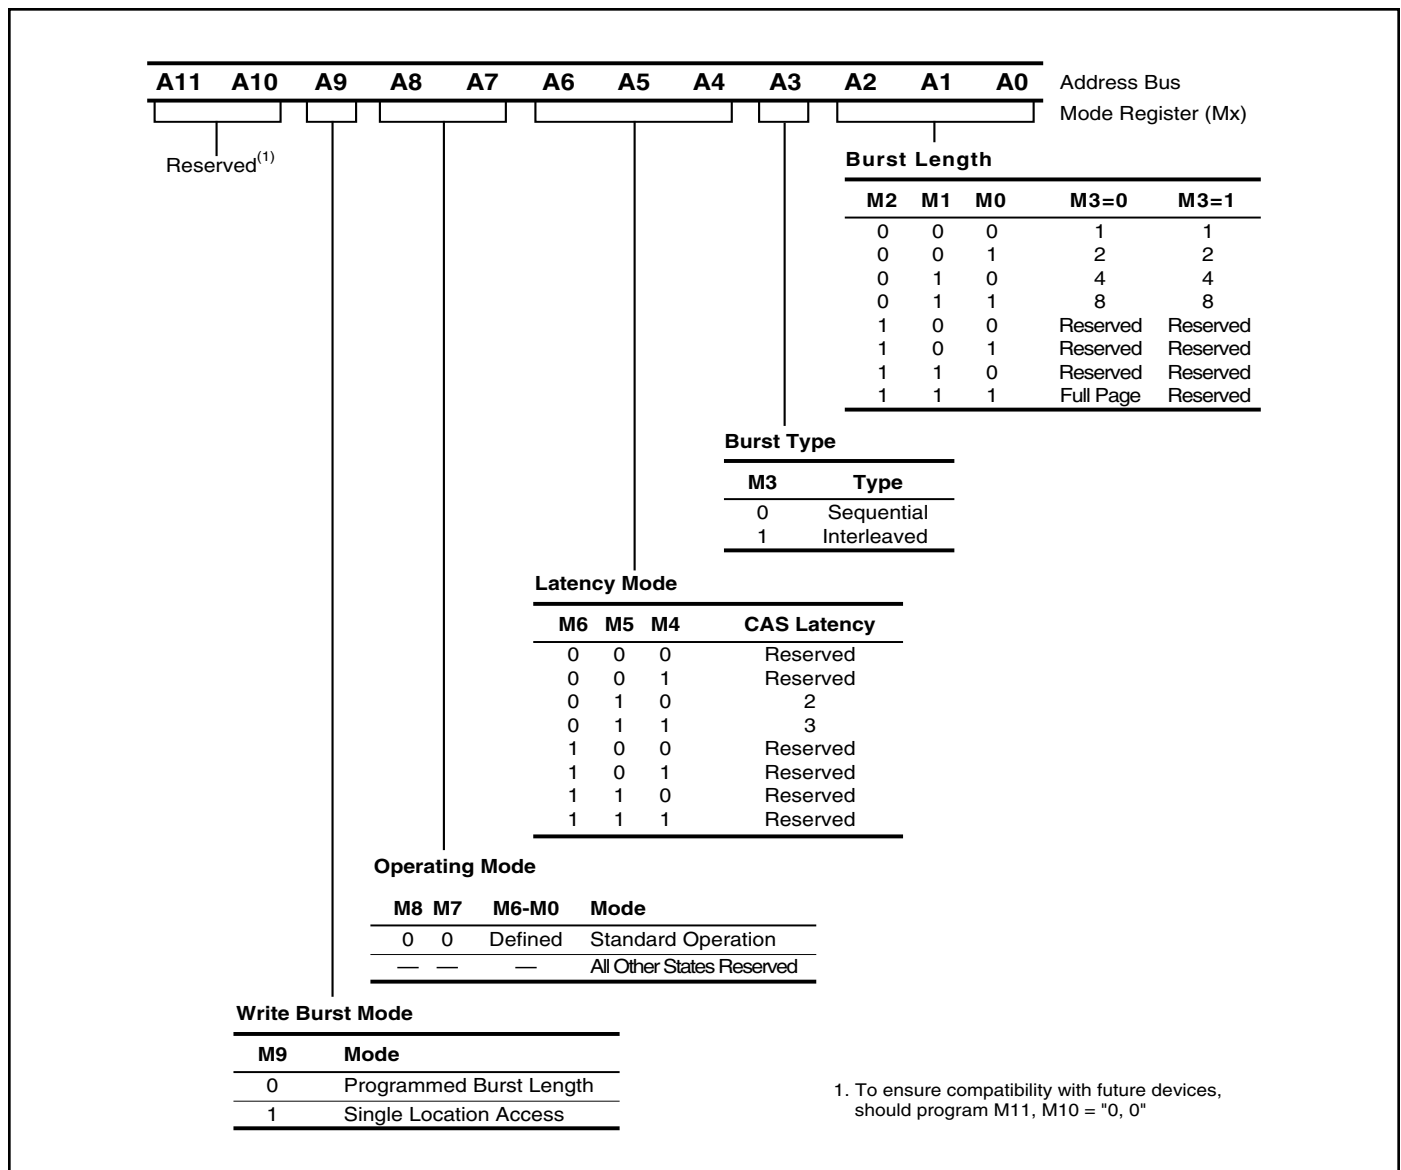 A11 A10 A9 A8 A7 A6 A5 A4 A3 A2 A1 A0 Address Bus
Mode Register (Mx)
Reserved(1)
Burst Length
M2 M1 M0 M3=0 M3=1
0 0 0 1 1
0 0 1 2 2
0 1 0 4 4
0 1 1 8 8
1 0 0 Reserved Reserved
1 0 1 Reserved Reserved
1 1 0 Reserved Reserved
1 1 1 Full Page Reserved
Burst Type
M3 Type
0 Sequential
1 Interleaved
Latency Mode
M6 M5 M4 CAS Latency
0 0 0 Reserved
0 0 1 Reserved
0 1 0 2
0 1 1 3
1 0 0 Reserved
1 0 1 Reserved
1 1 0 Reserved
1 1 1 Reserved
Operating Mode
M8 M7 M6-M0 Mode
0 0 Defined Standard Operation
— — — All Other States Reserved
Write Burst Mode
M9 Mode
0 Programmed Burst Length
1 Single Location Access
1. To ensure compatibility with future devices,
should program M11, M10 = "0, 0"